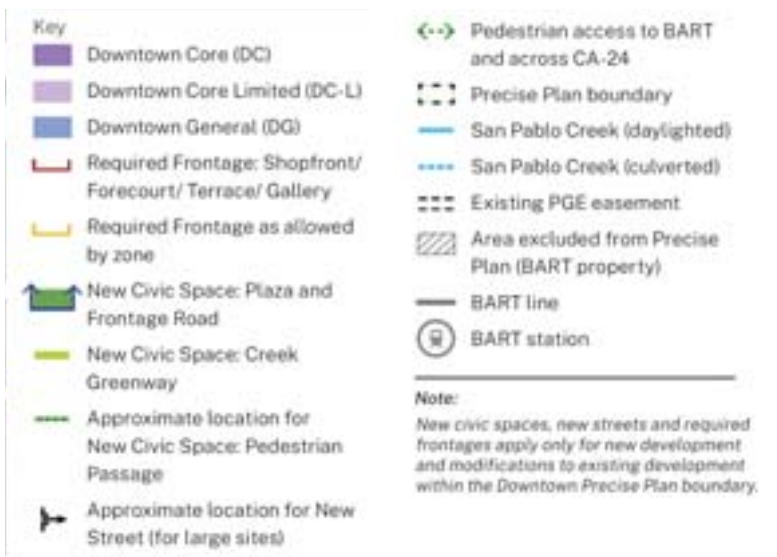 Key
Downtown Core (DC)
Downtown Core Limited (DC-L)
Downtown General (DG)
Required Frontage: Shopfront/
Forecourt/ Terrace/ Gallery
Required Frontage as allowed
by zone
New Civic Space: Plaza and
Frontage Road
New Civic Space: Creek
Greenway
Approximate location for
New Civic Space: Pedestrian
Passage
Approximate location for New
Street (for large sites)
Pedestrian access to BART
and across CA-24
Precise Plan boundary
San Pablo Creek (daylighted)
San Pablo Creek (culverted)
Existing PGE easement
Area excluded from Precise
Plan (BART property)
BART line
BART station
Note:
New civic spaces, new streets and required
frontages apply only for new development
and modifications to existing development
within the Downtown Precise Plan boundary.